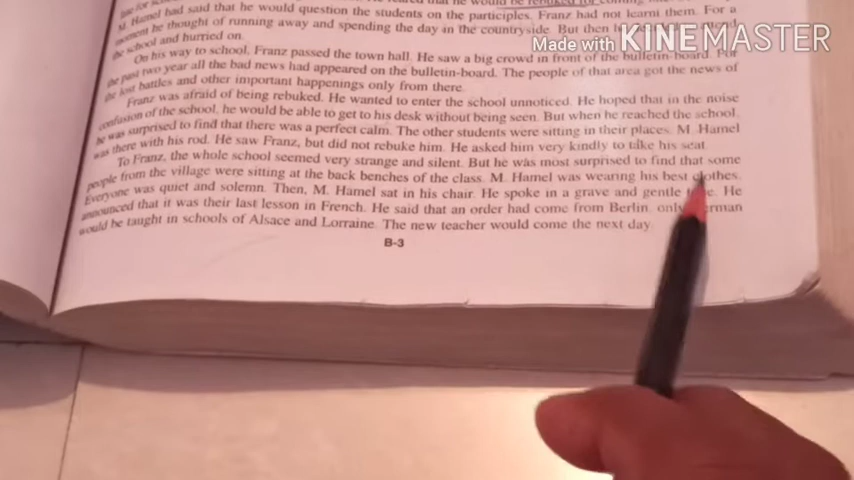 would be rebuked for coming
M. Hamel had said that he would question the students on the participles. Franz had not learnt them. For a
moment he thought of running away and spending the day in the countryside. But then
the school and hurried on.
On his way to school, Franz passed the town hall. He saw a big crowd in front of the bulletin-board. For
the past two year all the bad news had appeared on the bulletin-board. The people of that area got the news of
the lost battles and other important happenings only from there.
Franz was afraid of being rebuked. He wanted to enter the school unnoticed. He hoped that in the noise
confusion of the school, he would be able to get to his desk without being seen. But when he reached the school
he was surprised to find that there was a perfect calm. The other students were sitting in their places. M. Hamel
was there with his rod. He saw Franz, but did not rebuke him. He asked him very kindly to take his seat.
To Franz, the whole school seemed very strange and silent. But he was most surprised to find that some
people from the village were sitting at the back benches of the class. M. Hamel was wearing his best clothes.
Everyone was quiet and solemn. Then, M. Hamel sat in his chair. He spoke in a grave and gentle He
announced that it was their last lesson in French. He said that an order had come from Berlin, only
would be taught in schools of Alsace and Lorraine. The new teacher would come the next day.
B-3
Made with KINEMASTER